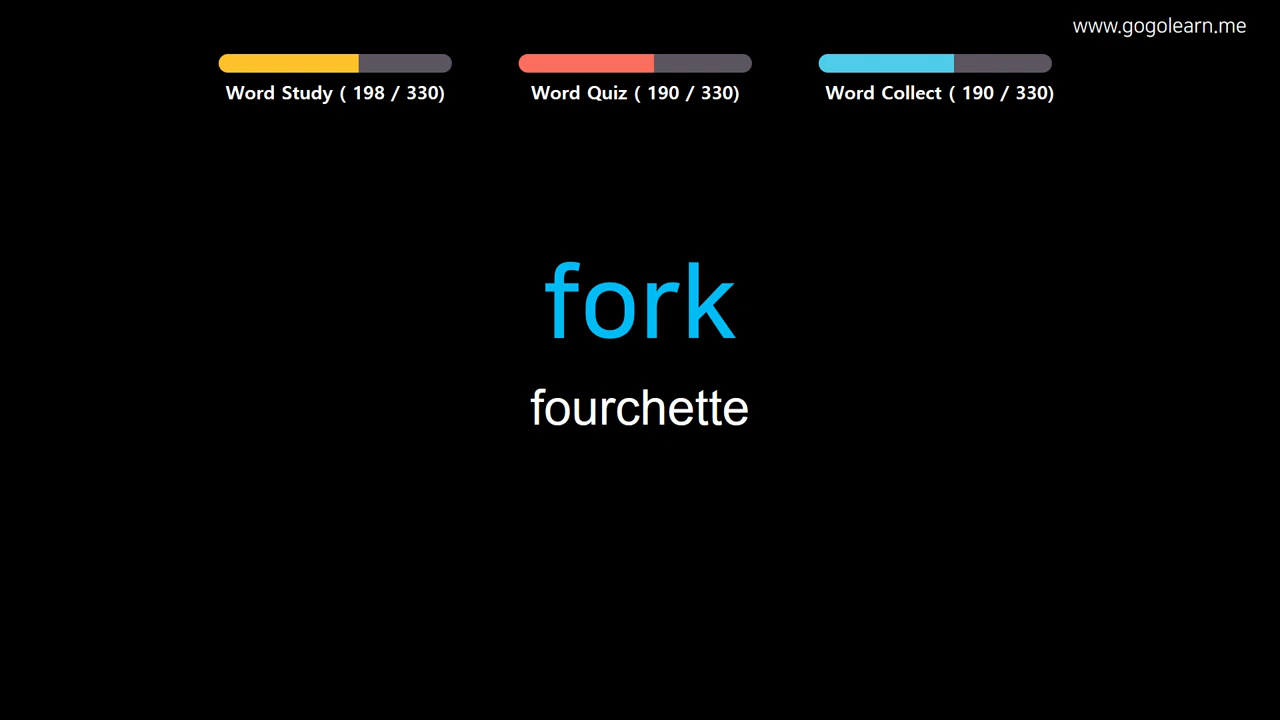 www.gogolearn.me
Word Study ( 198 / 330)
Word Quiz ( 190 / 330)
Word Collect ( 190 / 330)
fork
fourchette